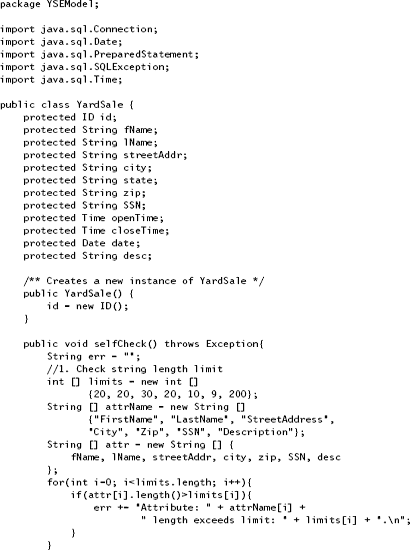 package YSEModel;
import java.sql.Connection;
import java.sql.Date;
import java.sql.PreparedStatement;
import java.sql.SQLException;
import java.sql.Time;
public class YardSale {
protected ID id;
protected String fName;
protected String lName;
protected String streetAddr;
protected String city;
protected String state;
protected String zip;
protected String SSN;
protected Time openTime;
protected Time closeTime;
protected Date date;
protected String desc;
/** Creates a new instance of YardSale */
public YardSale() {
id = new ID();
}
public void selfCheck() throws Exception{
String err = "";
//1. Check string length limit
int [] limits = new int []
{20, 20, 30, 20, 10, 9, 200};
String [] attrName = new String []
{"FirstName", "LastName", "StreetAddress",
"City", "Zip", "SSN", "Description"};
String [] attr = new String [] {
fName, lName, streetAddr, city, zip, SSN, desc
};
for(int i=0; i<limits.length; i++){
if(attr[i].length()>limits[i]){
err += "Attribute: " + attrName[i] +
" length exceeds limit: " + limits[i] + ".\n";
}
}